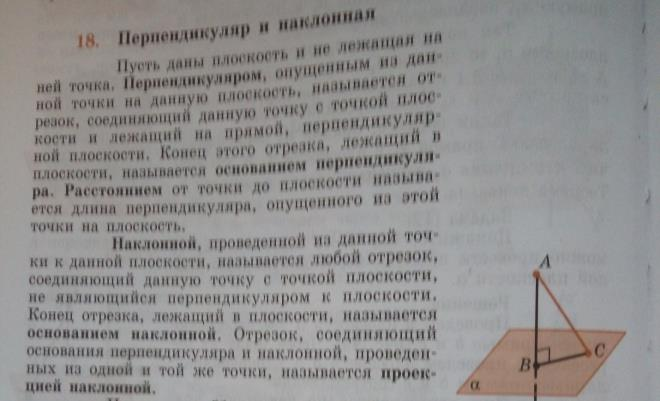 18. Перпендикуляр и наклонная
Пусть даны плоскость и не лежащая на
ней точка. Перпендикуляром, опущенным из дан-
ной точки на данную плоскость, называется от-
резок, соединяющий данную точку с точкой плос-
кости и лежащий на прямой, перпендикуляр-
ной плоскости. Конец этого отрезка, лежащий в
плоскости, называется основанием перпендикуля-
ра. Расстоянием от точки до плоскости называ-
ется длина перпендикуляра, опущенного из этой
точки на плоскость.
Наклонной, проведенной из данной точ-
ки к данной плоскости, называется любой отрезок,
соединяющий данную точку с точкой плоскости,
не являющийся перпендикуляром к плоскости.
Конец отрезка, лежащий в плоскости, называется
основанием наклонной. Отрезок, соединяющий
основания перпендикуляра и наклонной, проведен-
ных из одной и той же точки, называется проек-
цией наклонной.
A
B
C
α